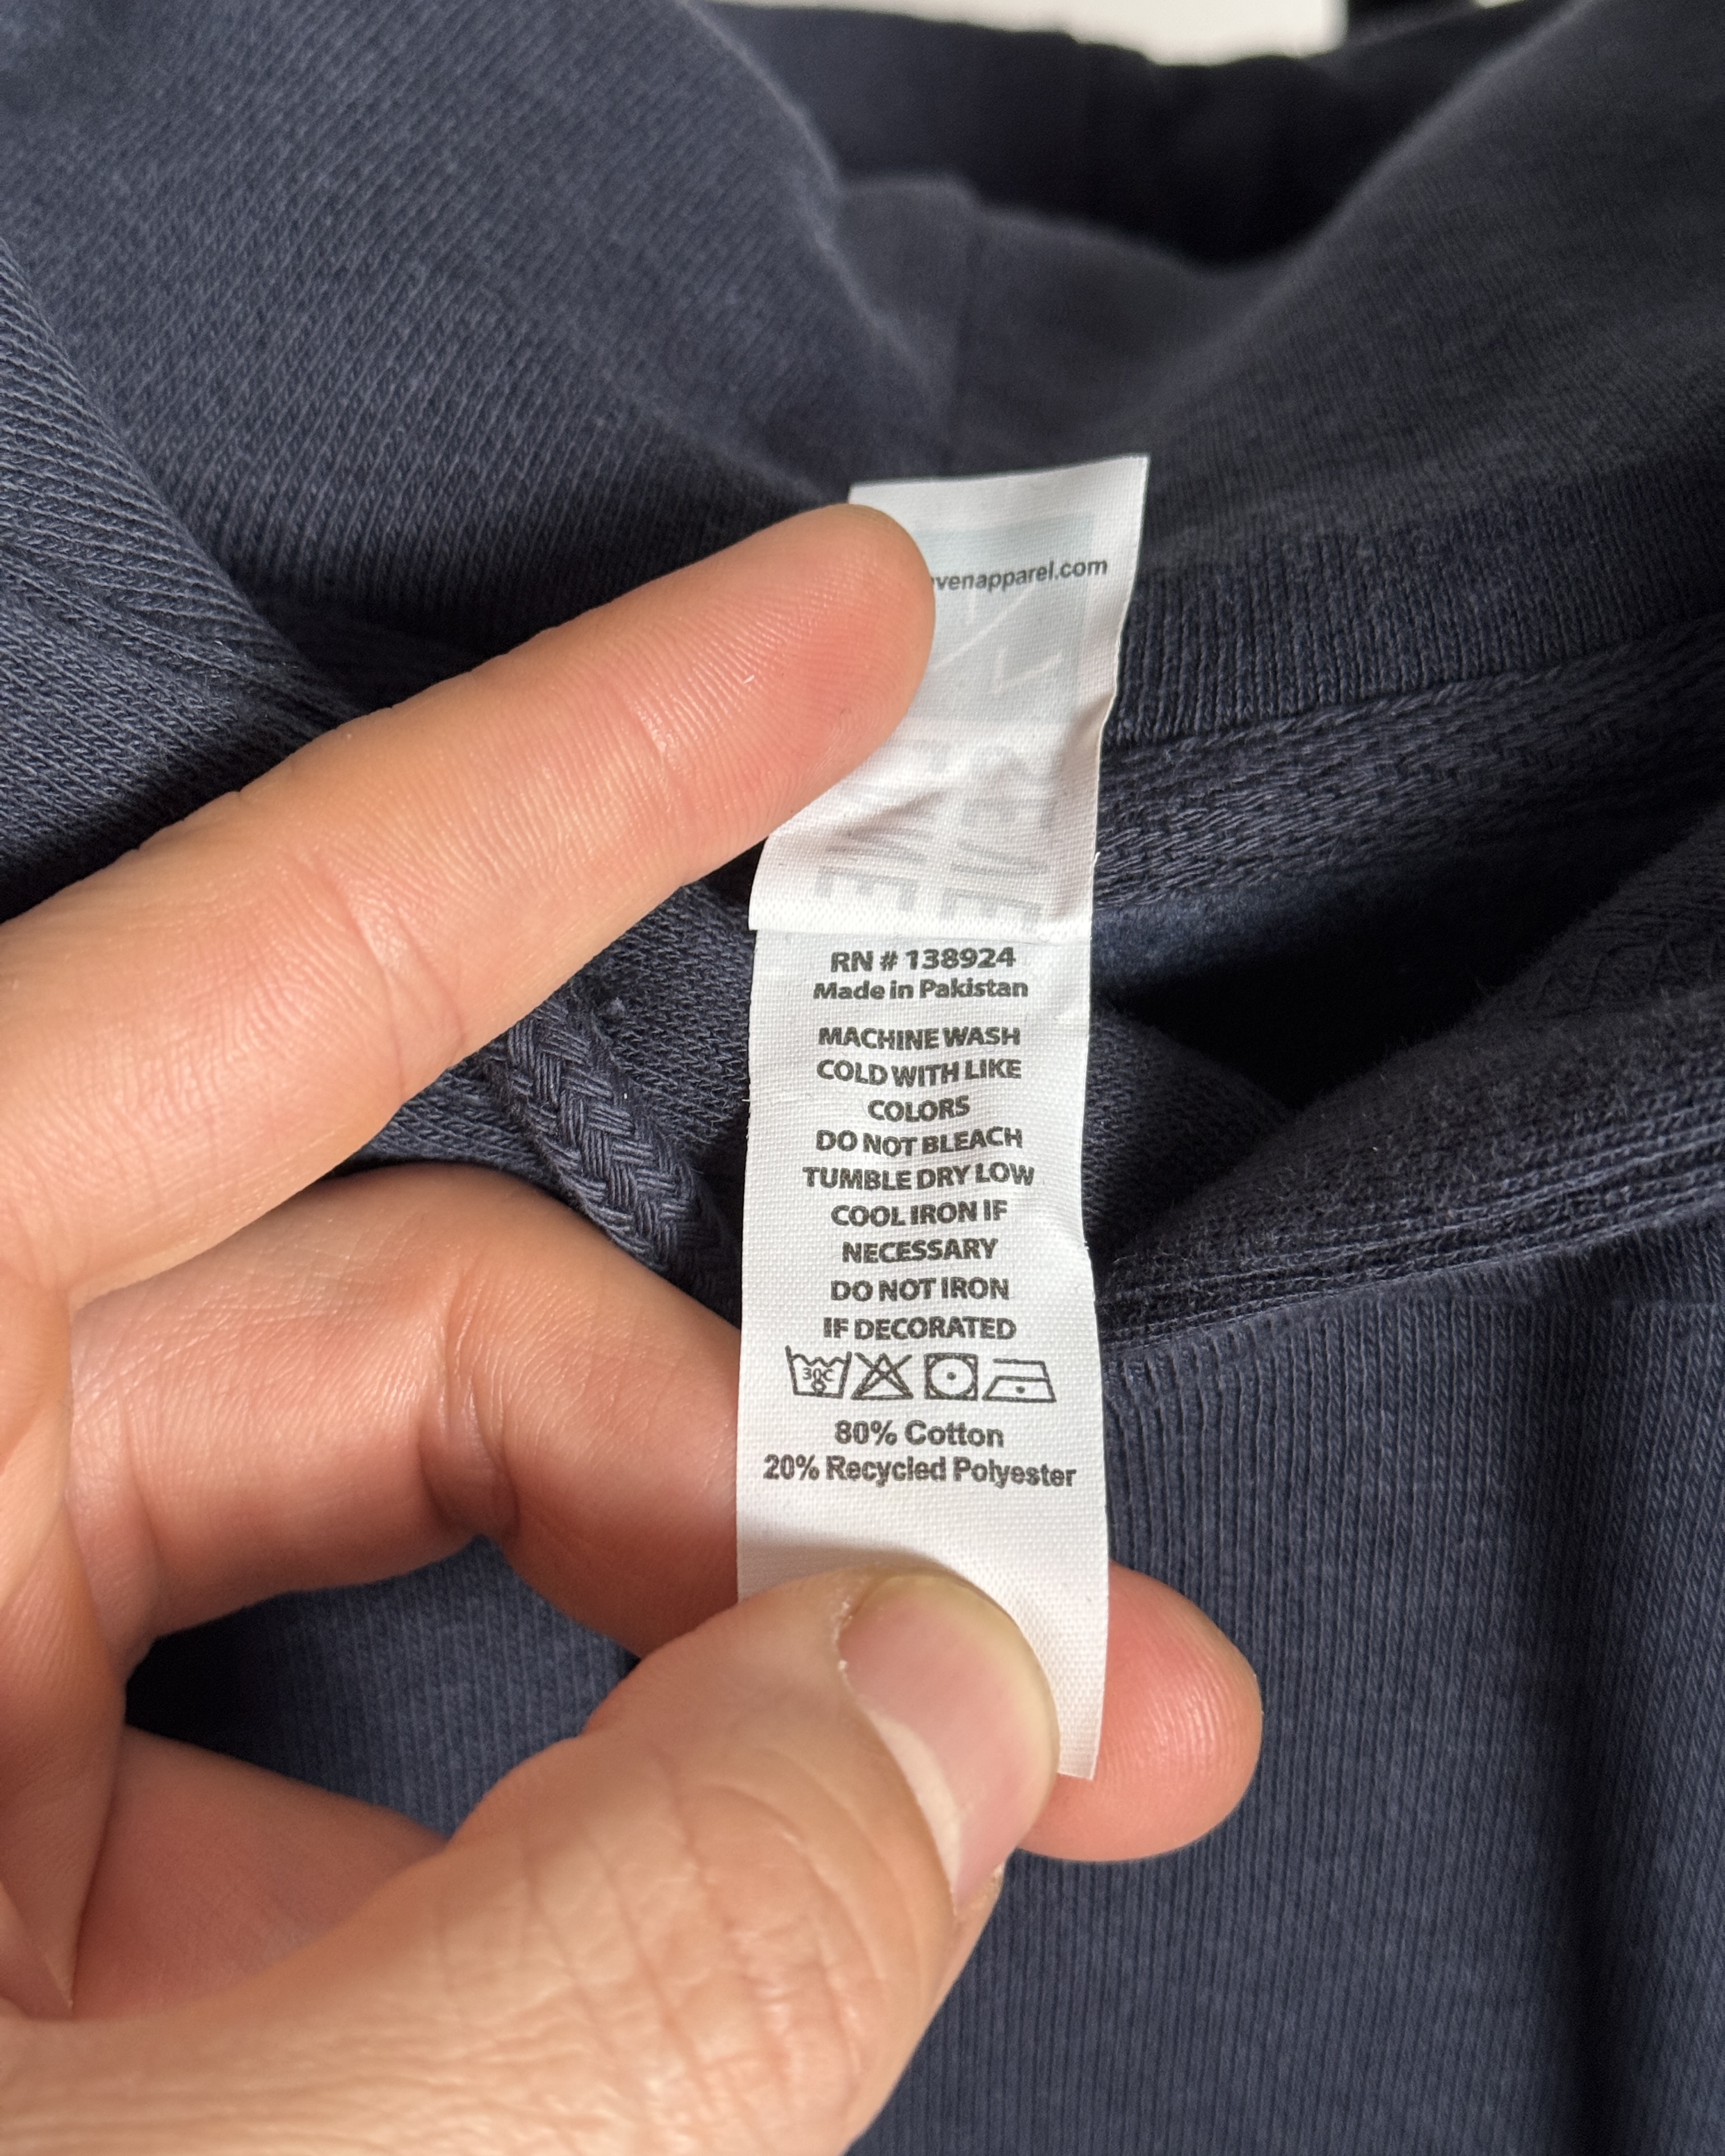 venapparel.com
RN # 138924
Made in Pakistan
MACHINE WASH
COLD WITH LIKE
COLORS
DO NOT BLEACH
TUMBLE DRY LOW
COOL IRON IF
NECESSARY
DO NOT IRON
IF DECORATED
30C
80% Cotton
20% Recycled Polyester